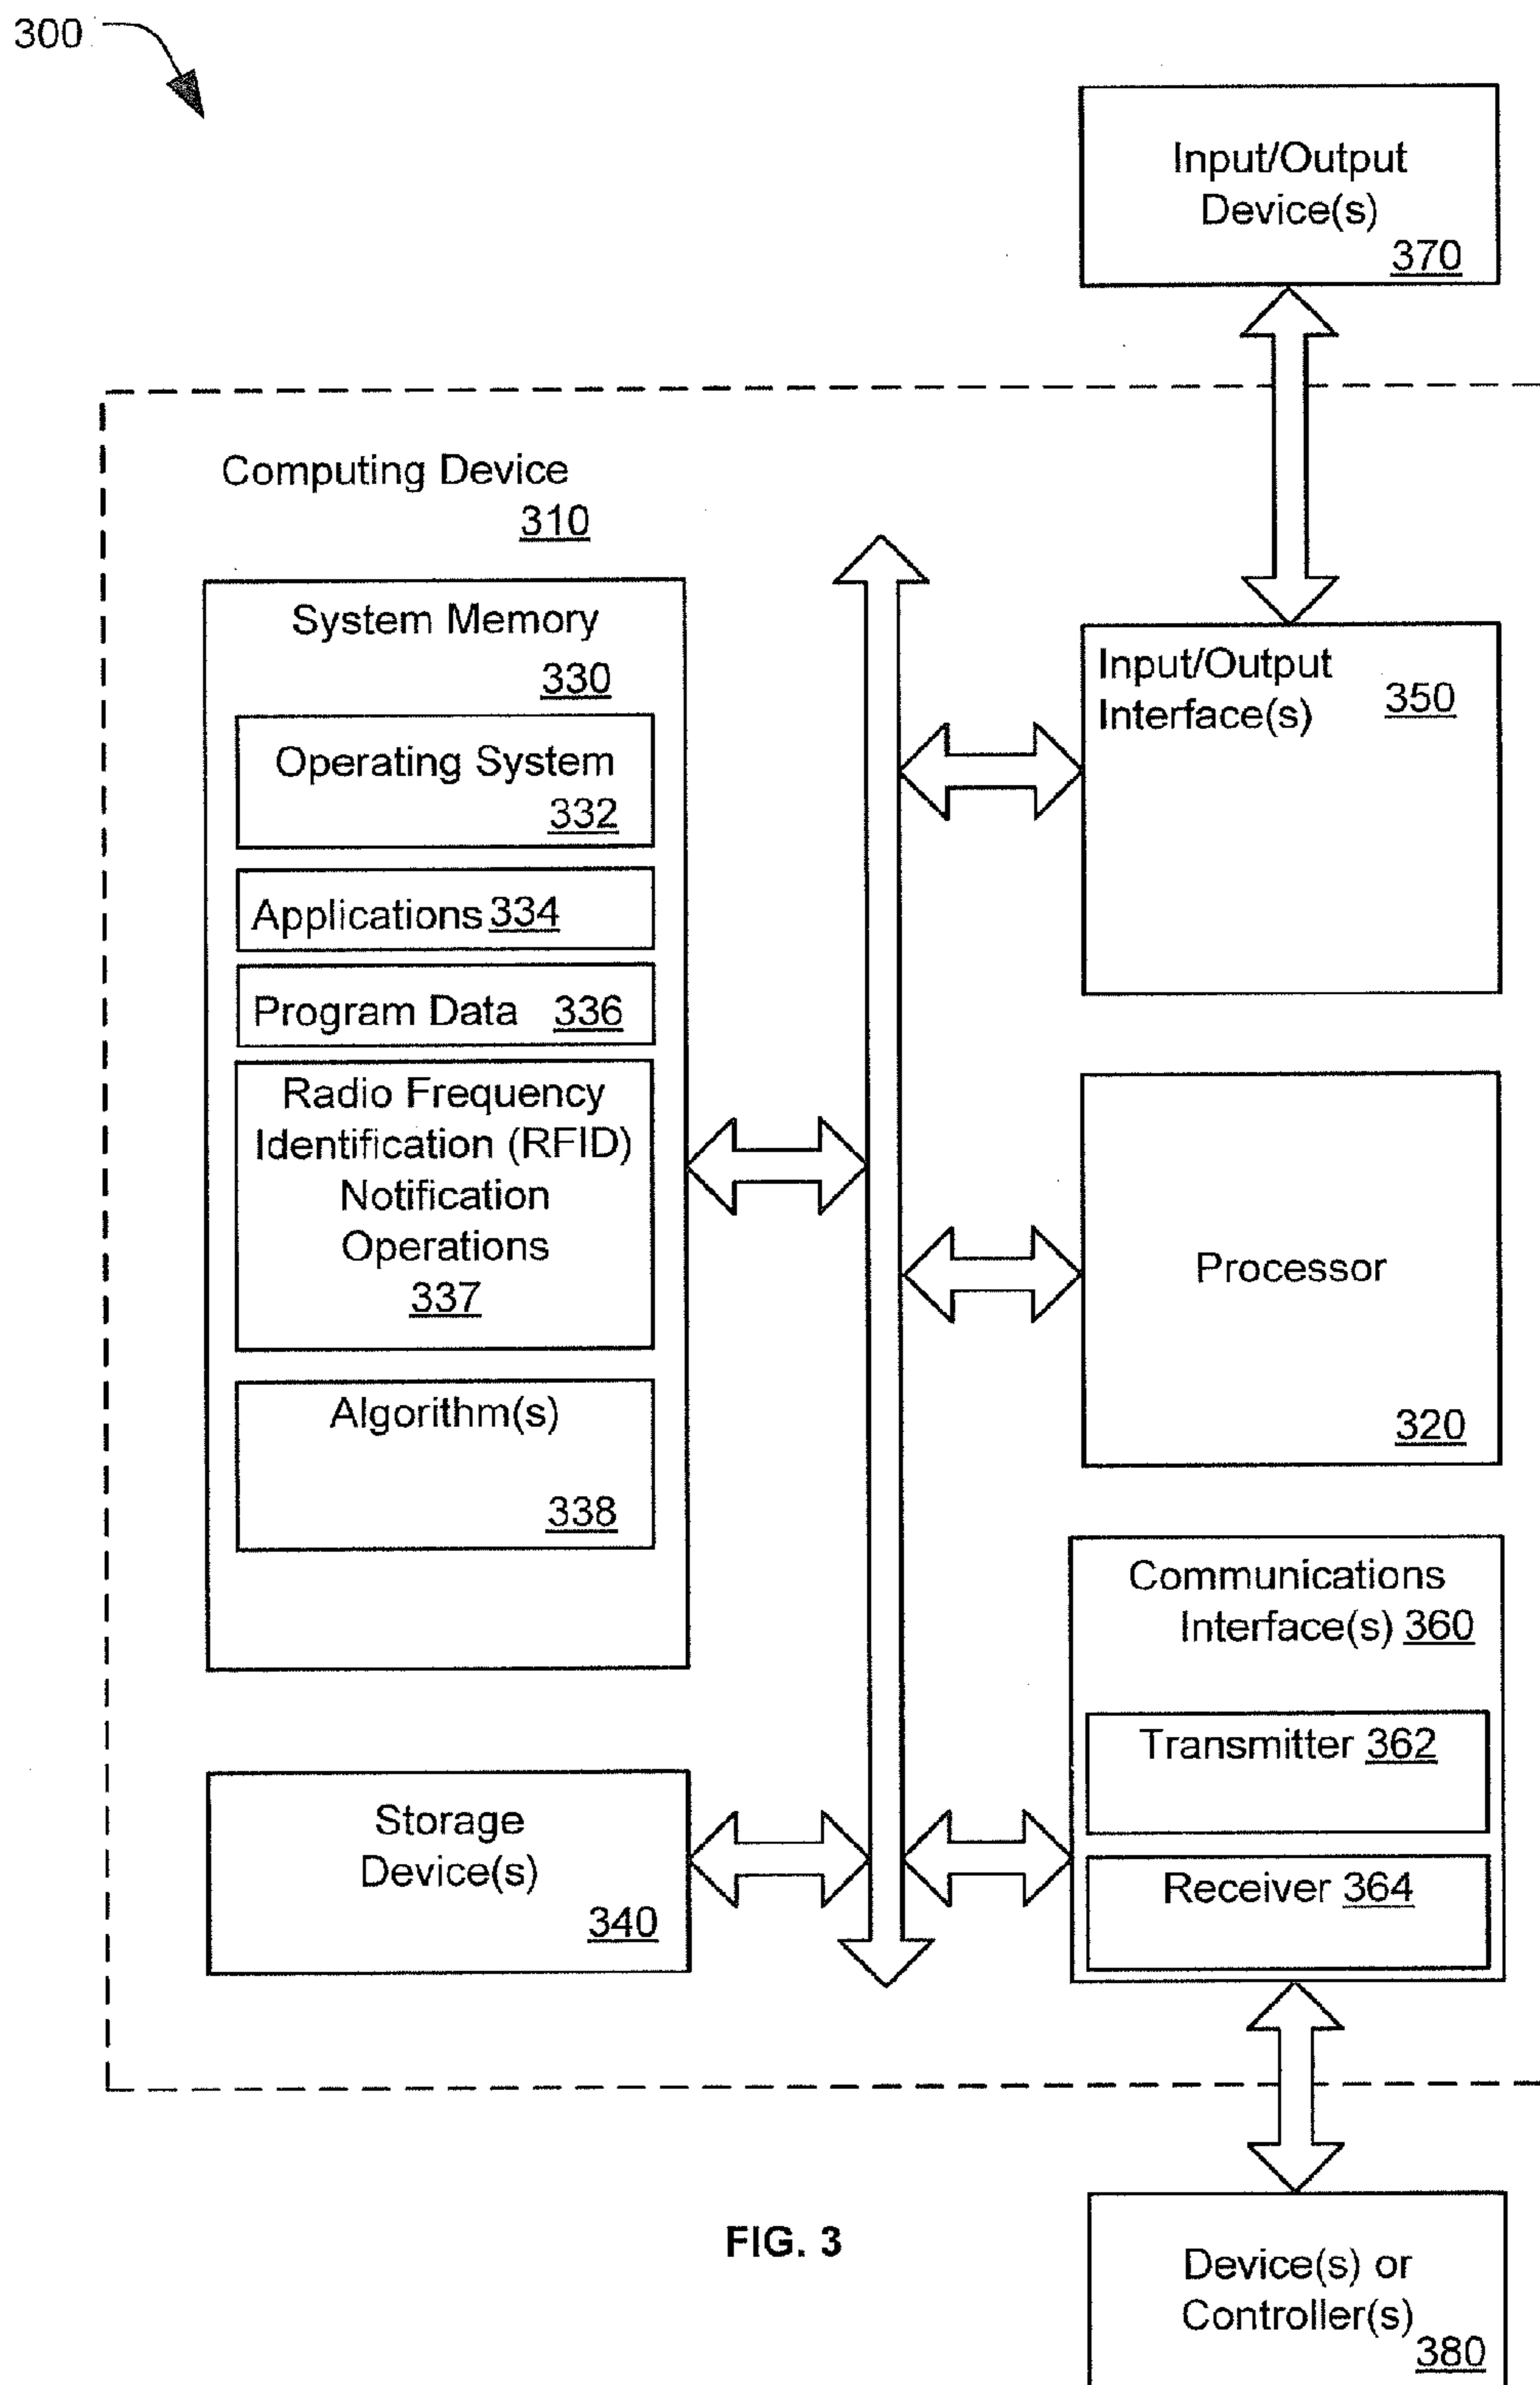 300
Input/Output
Device(s)
370
Computing Device
310
System Memory
330
Operating System
332
Applications 334
Program Data 336
Radio Frequency
Identification (RFID)
Notification
Operations
337
Algorithm(s)
338
Storage
Device(s)
340
Input/Output
Interface(s) 350
Processor
320
Communications
Interface(s) 360
Transmitter 362
Receiver 364
FIG. 3
Device(s) or
Controller(s)
380